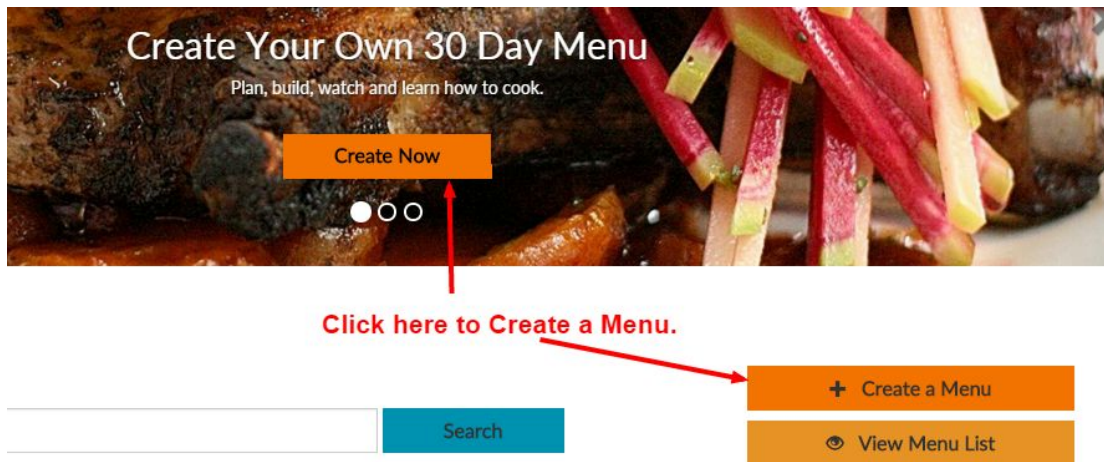 Create Your Own 30 Day Menu
Plan, build, watch and learn how to cook.
Create Now
Click here to Create a Menu.
Create a Menu
Search
View Menu List